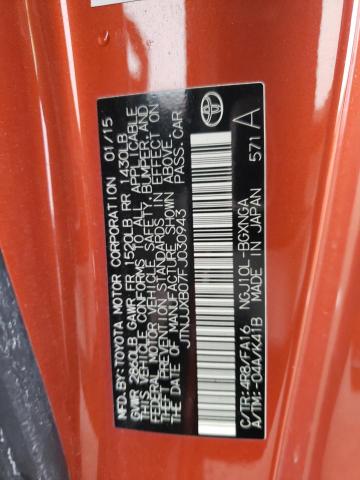 MFD.BY:TOYOTA MOTOR CORPORATION 01/15
GVWR 2860LB GAWR-FR 1520LB RR 1430LB
THIS VEHICLE CONFORMS TO ALL APPLICABLE
FEDERAL MOTOR VEHICLE SAFETY,BUMPER,AND
THEFT PREVENTION STANDARDS IN EFFECT ON
THE DATE OF MANUFACTURE SHOWN ABOVE
JTNJJXB07FJ030943 PASS.CAR
C/TR:4R8/FA16 NGJ10L-BGXNGA
A/TM:-04A/K41B MADE IN JAPAN 571 A